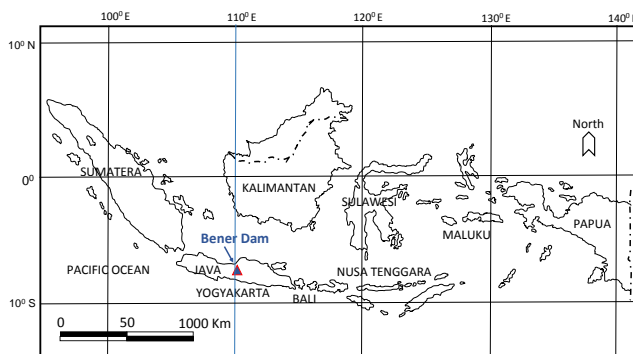 100⁰ E
110⁰
120⁰
130⁰
140⁰
10⁰ N
North
SUMATERA
0⁰
KALIMANTAN
SULAWESI
PAPUA
MALUKU
Bener Dam
PACIFIC OCEAN
JAVA
NUSA TENGGARA
YOGYAKARTA
BALI
10⁰ S
0 50 1000 Km